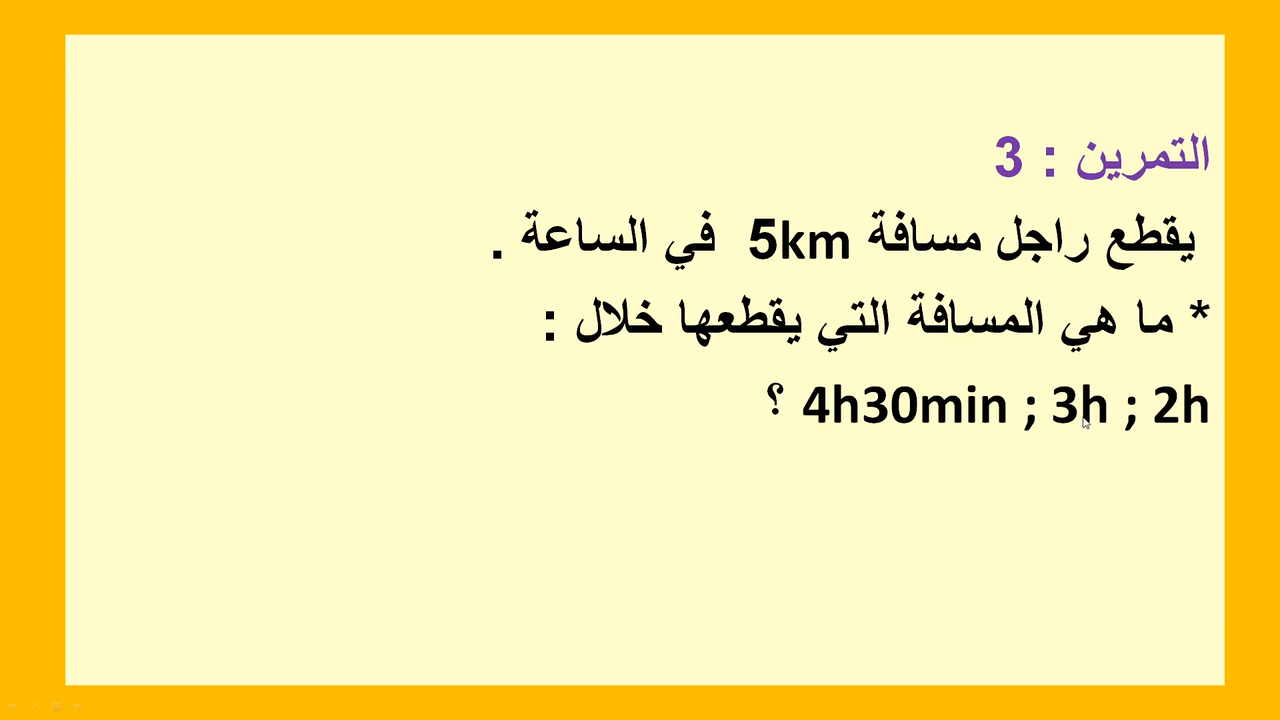 التمرين : 3
يقطع راجل مسافة 5km في الساعة .
* ما هي المسافة التي يقطعها خلال :
2h ; 3h ; 4h30min ؟